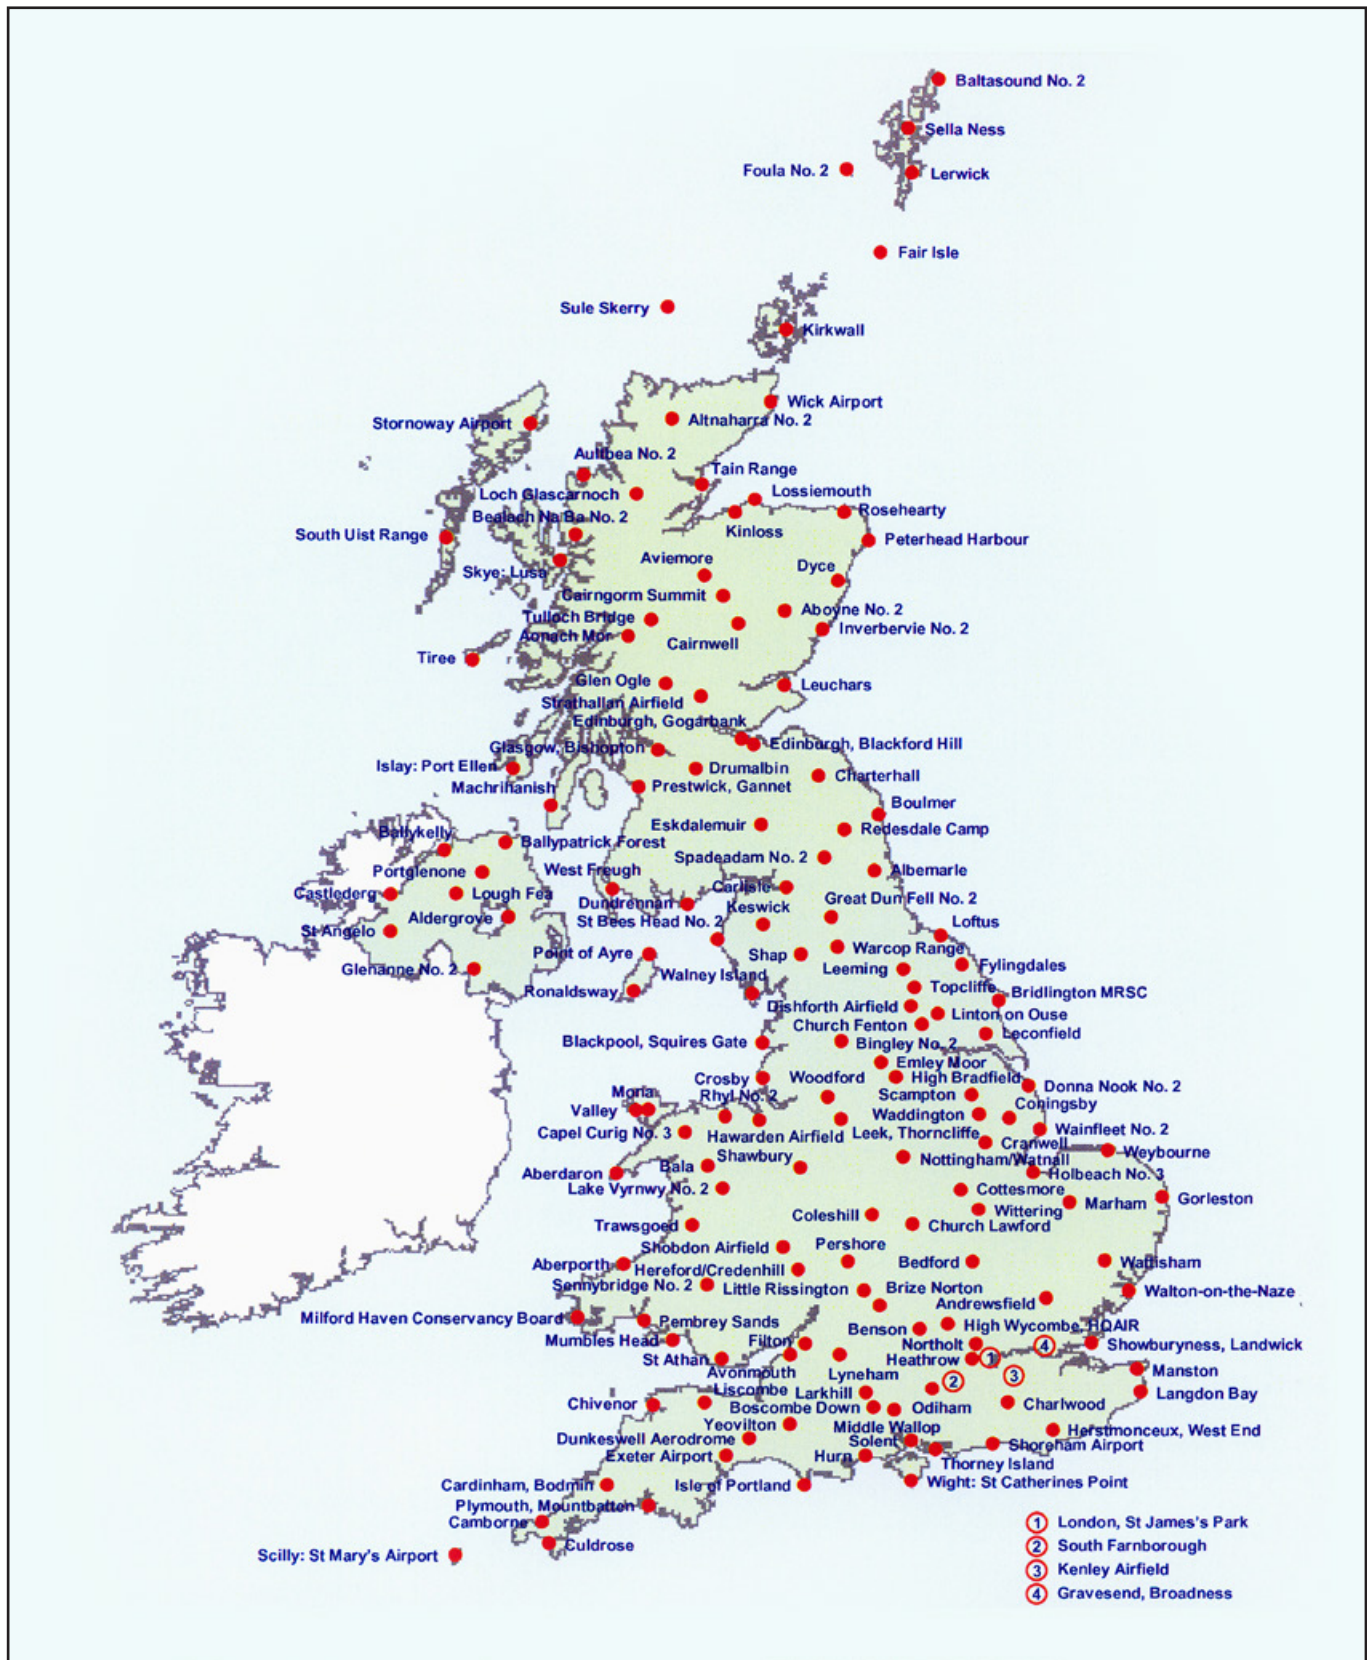 Baltasound No. 2
Sella Ness
Foula No. 2
Lerwick
Fair Isle
Sule Skerry
Kirkwall
Wick Airport
Stornoway Airport
Altnaharra No. 2
Aultbea No. 2
Tain Range
Loch Glascarnoch
Lossiemouth
Rosehearty
Bealach Na Ba No. 2
Kinloss
South Uist Range
Peterhead Harbour
Aviemore
Dyce
Skye: Lusa
Cairngorm Summit
Aboyne No. 2
Tulloch Bridge
Inverbervie No. 2
Aonach Mor
Cairnwell
Tiree
Glen Ogle
Leuchars
Strathallan Airfield
Edinburgh, Gogarbank
Edinburgh, Blackford Hill
Glasgow, Bishopton
Islay: Port Ellen
Drumalbin
Charterhall
Machrihanish
Prestwick, Gannet
Boulmer
Eskdalemuir
Redesdale Camp
Ballykelly
Ballypatrick Forest
Spadeadam No. 2
Portglenone
West Freugh
Albemarle
Castlederg
Lough Fea
Carlisle
Dundrennan
Great Dun Fell No. 2
Keswick
Aldergrove
St Bees Head No. 2
Loftus
St Angelo
Point of Ayre
Shap
Warcop Range
Glenanne No. 2
Walney Island
Leeming
Fylingdales
Ronaldsway
Topcliffe
Bridlington MRSC
Dishforth Airfield
Linton on Ouse
Church Fenton
Leconfield
Blackpool, Squires Gate
Bingley No. 2
Emley Moor
Crosby
Woodford
High Bradfield
Donna Nook No. 2
Mona
Rhyl No. 2
Scampton
Valley
Waddington
Coningsby
Capel Curig No. 3
Hawarden Airfield
Leek, Thorncliffe
Wainfleet No. 2
Cranwell
Bala
Shawbury
Nottingham/Watnall
Weybourne
Aberdaron
Holbeach No. 3
Lake Vyrnwy No. 2
Cottesmore
Marham
Gorleston
Trawsgoed
Coleshill
Wittering
Church Lawford
Shobdon Airfield
Pershore
Aberporth
Hereford/Credenhill
Bedford
Wattisham
Sennybridge No. 2
Little Rissington
Brize Norton
Andrewsfield
Walton-on-the-Naze
Milford Haven Conservancy Board
Pembrey Sands
Benson
High Wycombe, HQAIR
Mumbles Head
Filton
Northolt
4
Showburyness, Landwick
St Athan
Heathrow
1
Avonmouth
Lyneham
2
3
Manston
Liscombe
Larkhill
Langdon Bay
Chivenor
Boscombe Down
Odiham
Charlwood
Yeovilton
Middle Wallop
Herstmonceux, West End
Dunkeswell Aerodrome
Solent
Shoreham Airport
Exeter Airport
Hurn
Thorney Island
Cardinham, Bodmin
Isle of Portland
Wight: St Catherines Point
Plymouth, Mountbatten
Camborne
Culdrose
Scilly: St Mary's Airport
1 London, St James's Park
2 South Farnborough
3 Kenley Airfield
4 Gravesend, Broadness